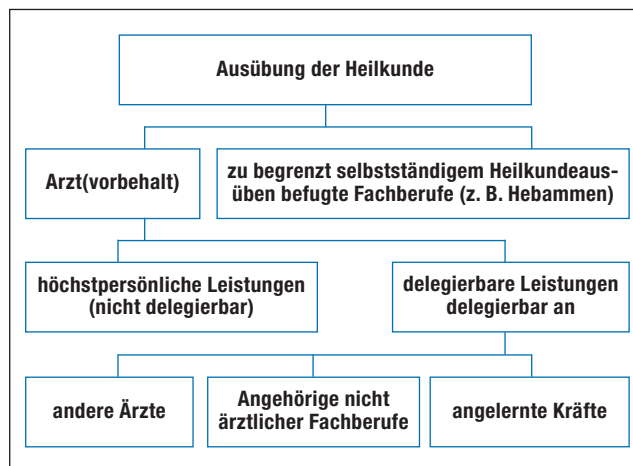 Ausübung der Heilkunde
Arzt(vorbehalt)
zu begrenzt selbstständigem Heilkundeaus-
üben befugte Fachberufe (z. B. Hebammen)
höchstpersönliche Leistungen
(nicht delegierbar)
delegierbare Leistungen
delegierbar an
andere Ärzte
Angehörige nicht
ärztlicher Fachberufe
angelernte Kräfte